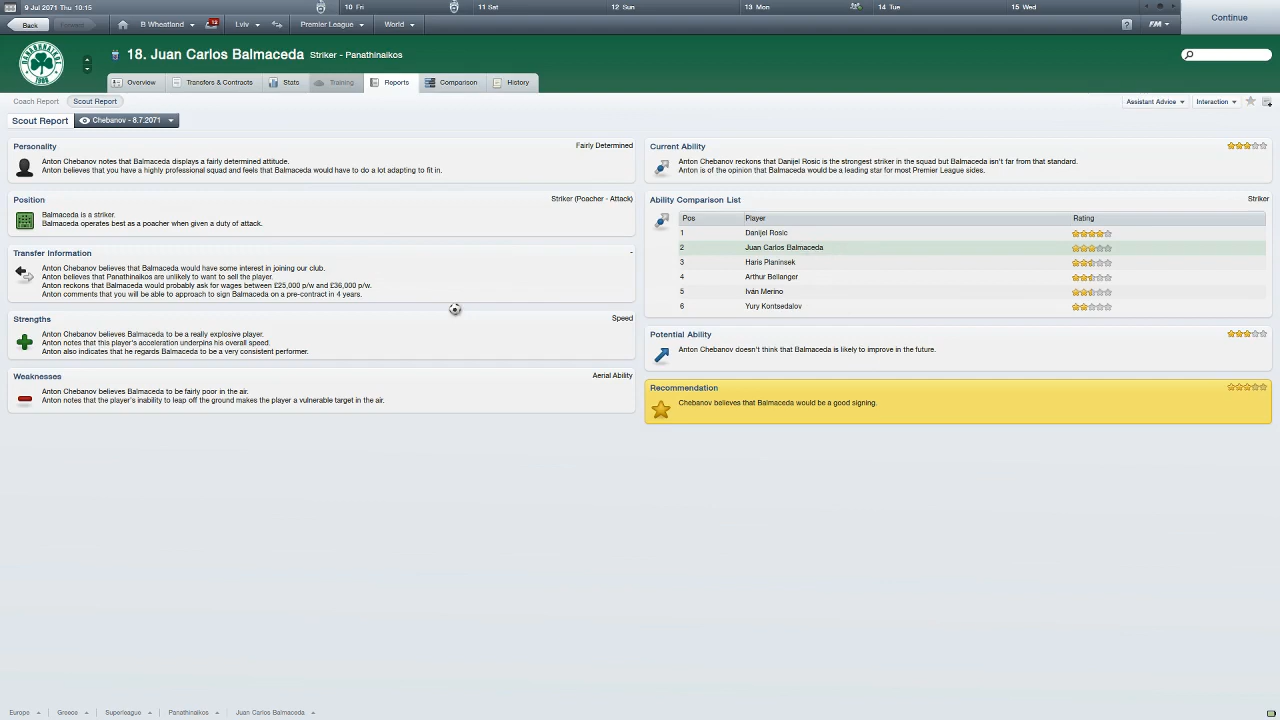 9 Jul 2071 Thu 10:15
10 Fri
11 Sat
12 Sun
13 Mon
14 Tue
15 Wed
Continue
Back
Forward
B Wheatland
Lviv
Premier League
World
? FM
18. Juan Carlos Balmaceda Striker - Panathinaikos
Overview
Transfers & Contracts
Stats
Training
Reports
Comparison
History
Coach Report
Scout Report
Assistant Advice
Interaction
Scout Report
Chebanov - 8.7.2071
Personality
Fairly Determined
Anton Chebanov notes that Balmaceda displays a fairly determined attitude.
Anton believes that you have a highly professional squad and feels that Balmaceda would have to do a lot adapting to fit in.
Position
Striker (Poacher - Attack)
Balmaceda is a striker.
Balmaceda operates best as a poacher when given a duty of attack.
Transfer Information
-
Anton Chebanov believes that Balmaceda would have some interest in joining our club.
Anton believes that Panathinaikos are unlikely to want to sell the player.
Anton reckons that Balmaceda would probably ask for wages between £25,000 p/w and £36,000 p/w.
Anton comments that you will be able to approach to sign Balmaceda on a pre-contract in 4 years.
Strengths
Speed
Anton Chebanov believes Balmaceda to be a really explosive player.
Anton notes that this player's acceleration underpins his overall speed.
Anton also indicates that he regards Balmaceda to be a very consistent performer.
Weaknesses
Aerial Ability
Anton Chebanov believes Balmaceda to be fairly poor in the air.
Anton notes that the player's inability to leap off the ground makes the player a vulnerable target in the air.
Current Ability
Anton Chebanov reckons that Danijel Rosic is the strongest striker in the squad but Balmaceda isn't far from that standard.
Anton is of the opinion that Balmaceda would be a leading star for most Premier League sides.
Ability Comparison List
Striker
Pos Player Rating
1 Danijel Rosic
2 Juan Carlos Balmaceda
3 Haris Planinsek
4 Arthur Bellanger
5 Iván Merino
6 Yury Kontsedalov
Potential Ability
Anton Chebanov doesn't think that Balmaceda is likely to improve in the future.
Recommendation
Chebanov believes that Balmaceda would be a good signing.
Europe
Greece
Superleague
Panathinaikos
Juan Carlos Balmaceda